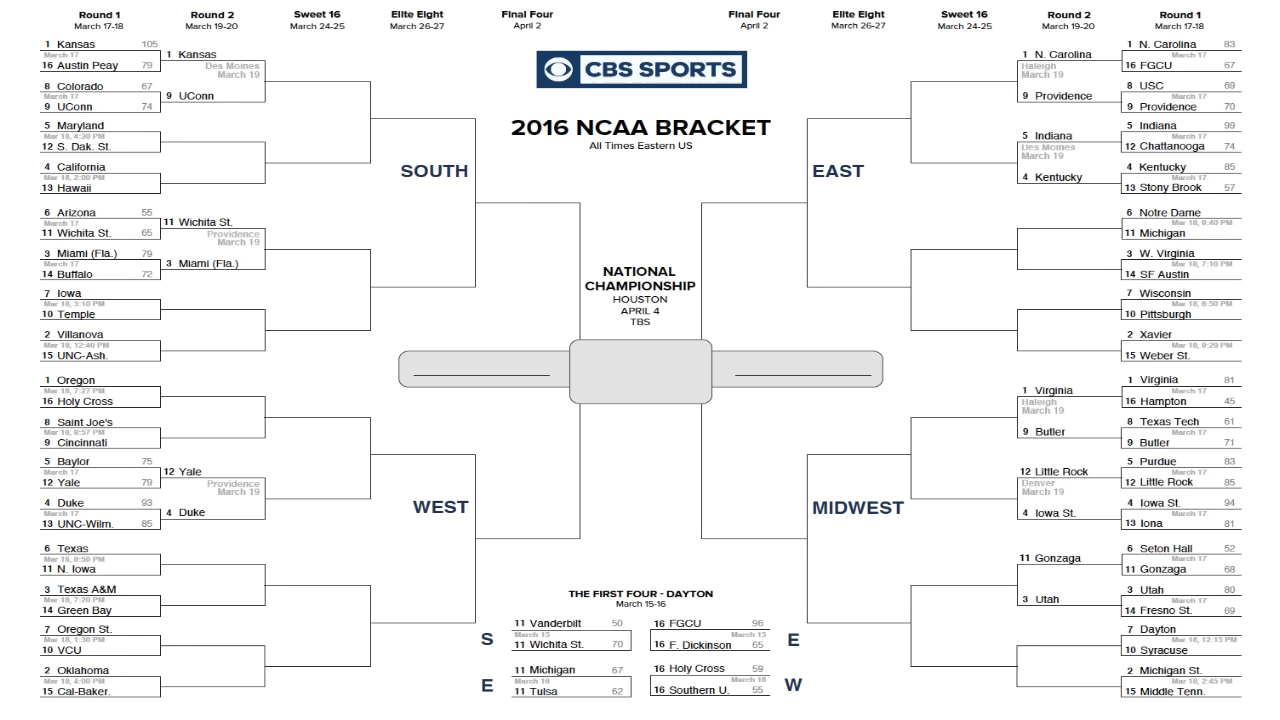 Round 1
March 17-18
Round 2
March 19-20
Sweet 16
March 24-25
Elite Eight
March 26-27
Final Four
April 2
Final Four
April 2
Elite Eight
March 26-27
Sweet 16
March 24-25
Round 2
March 19-20
Round 1
March 17-18
CBS SPORTS
2016 NCAA BRACKET
All Times Eastern US
SOUTH
1 Kansas 105
March 17
16 Austin Peay 79
8 Colorado 67
March 17
9 UConn 74
5 Maryland
Mar 18, 4:30 PM
12 S. Dak. St.
4 California
Mar 18, 2:00 PM
13 Hawaii
6 Arizona 55
March 17
11 Wichita St. 65
3 Miami (Fla.) 79
March 17
14 Buffalo 72
7 Iowa
Mar 18, 3:10 PM
10 Temple
2 Villanova
Mar 18, 12:40 PM
15 UNC-Ash.
1 Kansas
Des Moines
March 19
9 UConn
11 Wichita St.
Providence
March 19
3 Miami (Fla.)
WEST
1 Oregon
Mar 18, 7:27 PM
16 Holy Cross
8 Saint Joe's
Mar 18, 9:57 PM
9 Cincinnati
5 Baylor 75
March 17
12 Yale 79
4 Duke 93
March 17
13 UNC-Wilm. 85
6 Texas
Mar 18, 9:50 PM
11 N. Iowa
3 Texas A&M
Mar 18, 7:20 PM
14 Green Bay
7 Oregon St.
Mar 18, 1:30 PM
10 VCU
2 Oklahoma
Mar 18, 4:00 PM
15 Cal-Baker.
12 Yale
Providence
March 19
4 Duke
NATIONAL
CHAMPIONSHIP
HOUSTON
APRIL 4
TBS
EAST
1 N. Carolina
Raleigh
March 19
9 Providence
5 Indiana
Des Moines
March 19
4 Kentucky
1 N. Carolina 83
March 17
16 FGCU 67
8 USC 69
March 17
9 Providence 70
5 Indiana 99
March 17
12 Chattanooga 74
4 Kentucky 85
March 17
13 Stony Brook 57
6 Notre Dame
Mar 18, 9:40 PM
11 Michigan
3 W. Virginia
Mar 18, 7:10 PM
14 SF Austin
7 Wisconsin
Mar 18, 6:50 PM
10 Pittsburgh
2 Xavier
Mar 18, 9:20 PM
15 Weber St.
MIDWEST
1 Virginia
Raleigh
March 19
9 Butler
12 Little Rock
Denver
March 19
4 Iowa St.
11 Gonzaga
3 Utah
1 Virginia 81
March 17
16 Hampton 45
8 Texas Tech 61
March 17
9 Butler 71
5 Purdue 83
March 17
12 Little Rock 85
4 Iowa St. 94
March 17
13 Iona 81
6 Seton Hall 52
March 17
11 Gonzaga 68
3 Utah 80
March 17
14 Fresno St. 69
7 Dayton
Mar 18, 12:15 PM
10 Syracuse
2 Michigan St.
Mar 18, 2:45 PM
15 Middle Tenn.
THE FIRST FOUR - DAYTON
March 15-16
S
11 Vanderbilt 50
March 15
11 Wichita St. 70
16 FGCU 96
March 15
16 F. Dickinson 65
E
E
11 Michigan 67
March 16
11 Tulsa 62
16 Holy Cross 59
March 16
16 Southern U. 55
W